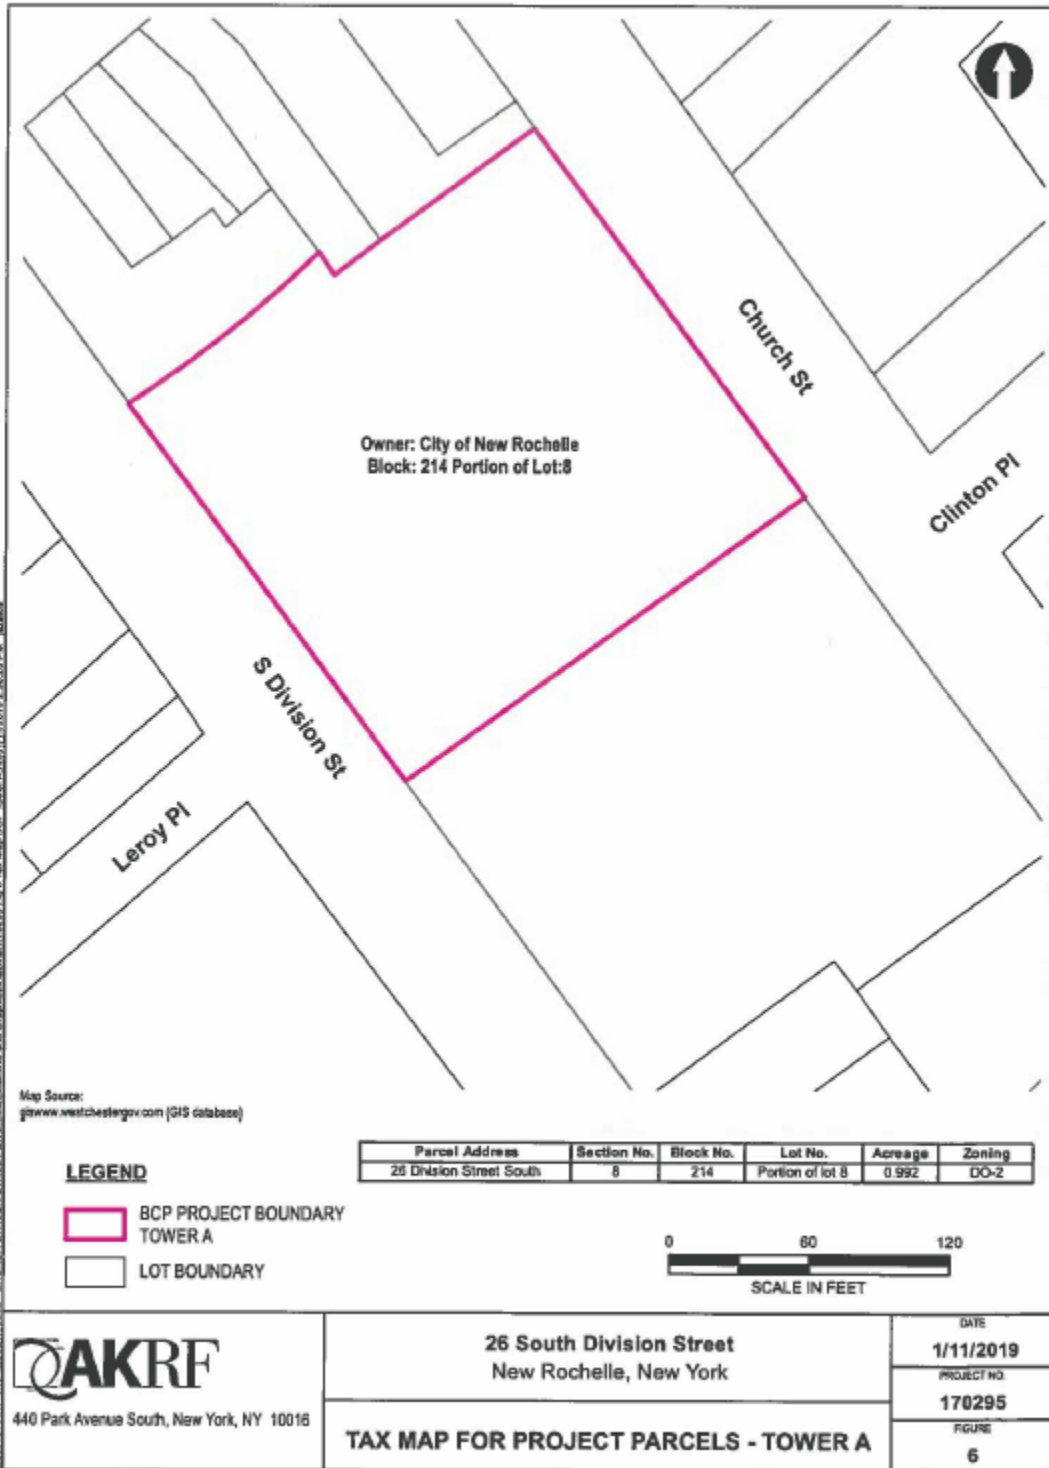 Church St
Owner: City of New Rochelle
Block: 214 Portion of Lot:8
Clinton Pl
S Division St
Leroy Pl
Map Source:
giswww.westchestergov.com (GIS database)
Parcel Address Section No. Block No. Lot No. Acreage Zoning
26 Division Street South 8 214 Portion of lot 8 0.992 DO-2
LEGEND
BCP PROJECT BOUNDARY
TOWER A
LOT BOUNDARY
0 60 120
SCALE IN FEET
AKRF
440 Park Avenue South, New York, NY 10016
26 South Division Street
New Rochelle, New York
TAX MAP FOR PROJECT PARCELS - TOWER A
DATE
1/11/2019
PROJECT NO.
170295
FIGURE
6